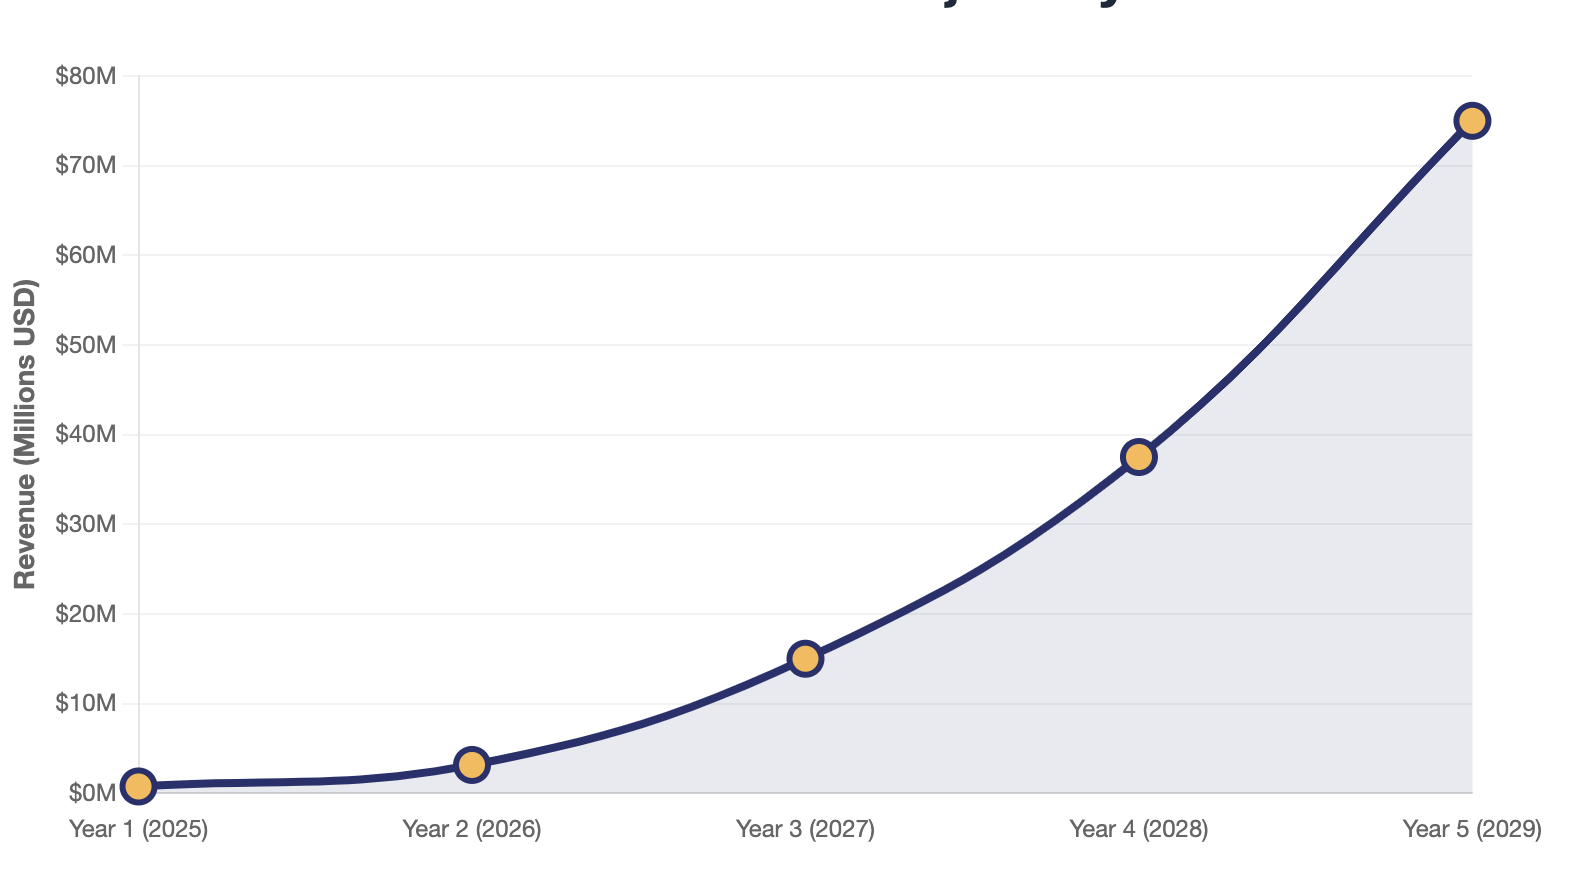 $80M
$70M
$60M
$50M
$40M
$30M
$20M
$10M
$0M
Revenue (Millions USD)
Year 1 (2025)
Year 2 (2026)
Year 3 (2027)
Year 4 (2028)
Year 5 (2029)